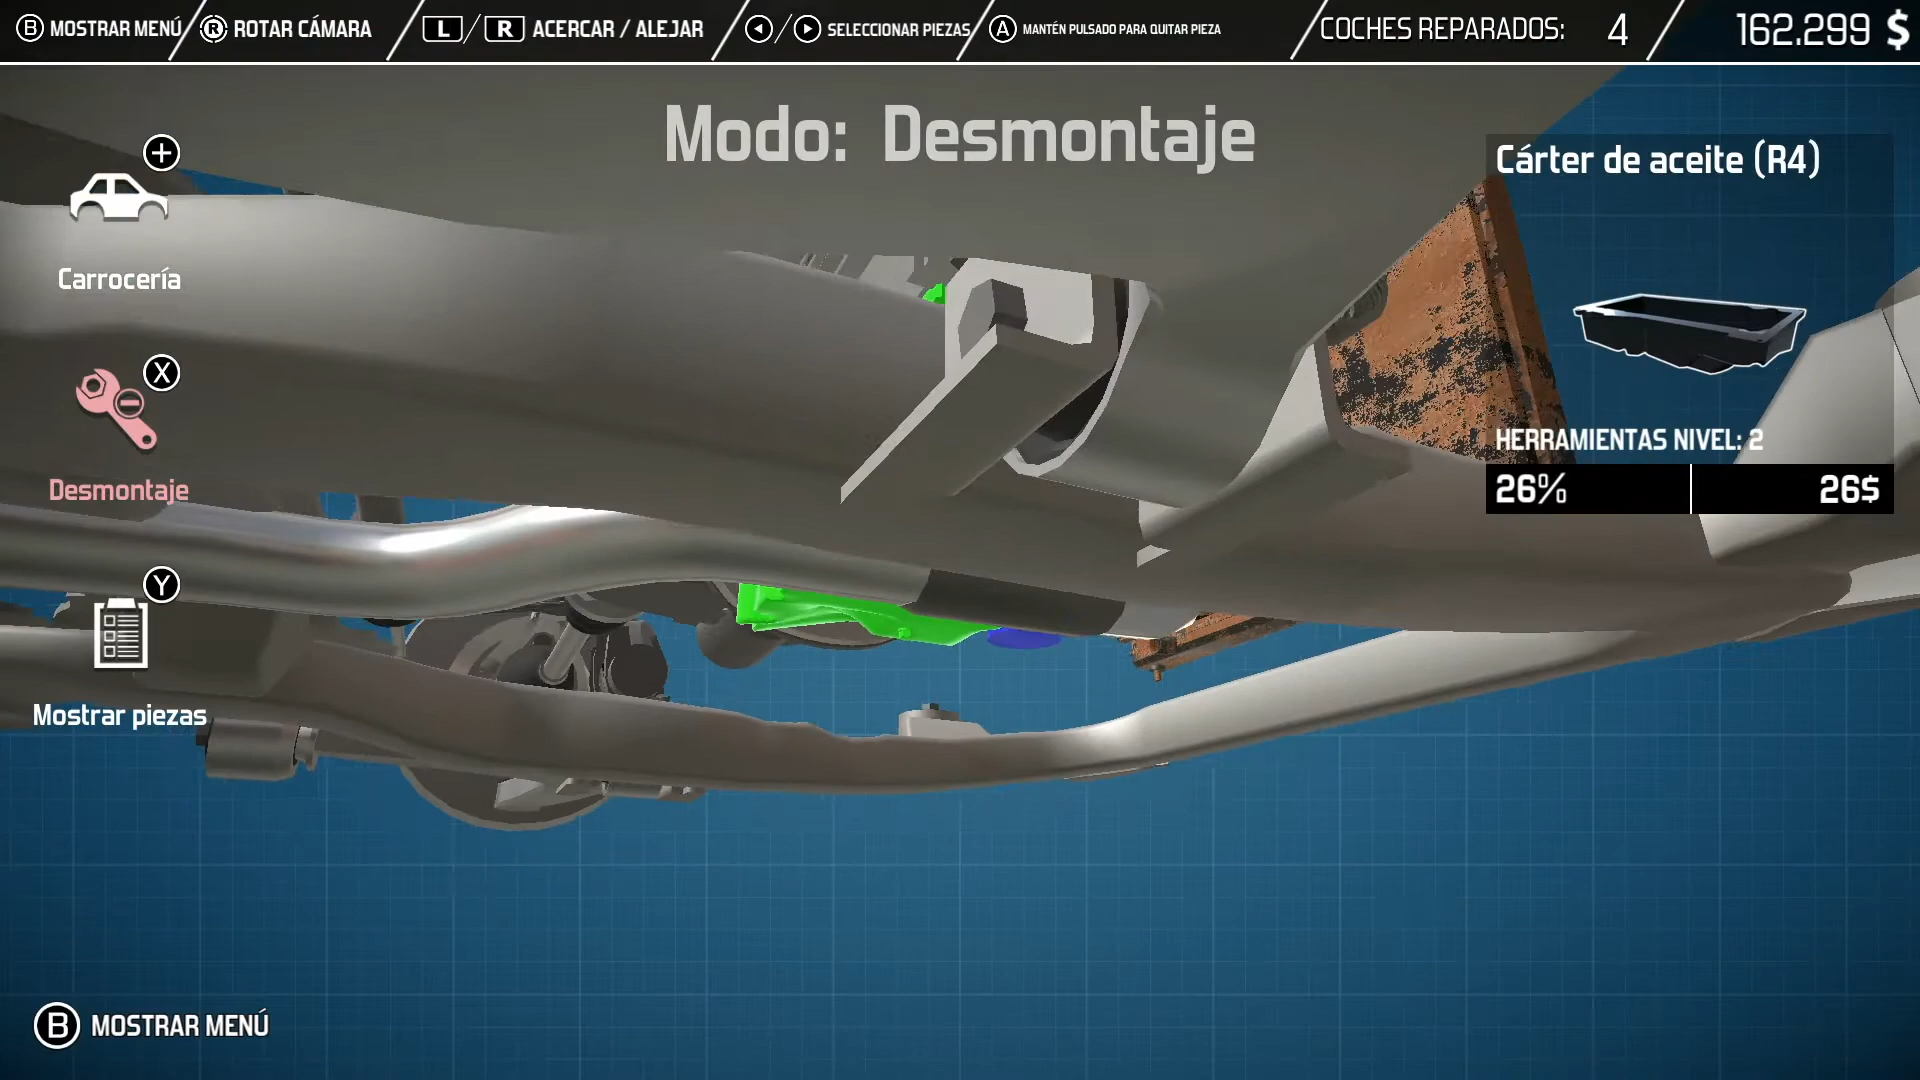 B MOSTRAR MENÚ
R ROTAR CÁMARA
L / R ACERCAR / ALEJAR
SELECCIONAR PIEZAS
A MANTÉN PULSADO PARA QUITAR PIEZA
COCHES REPARADOS: 4
162.299 $
Modo: Desmontaje
Carrocería
X
Desmontaje
Y
Mostrar piezas
Cárter de aceite (R4)
HERRAMIENTAS NIVEL: 2
26% 26$
B MOSTRAR MENÚ